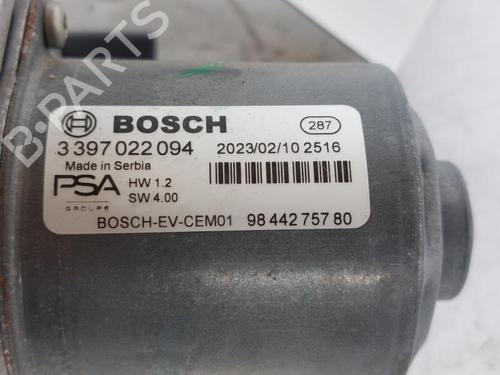 BOSCH 287
3 397 022 094 2023/02/10 2516
Made in Serbia
PSA HW 1.2
SW 4.00
GROUPE
BOSCH-EV-CEM01 98 442 757 80
B-PARTS